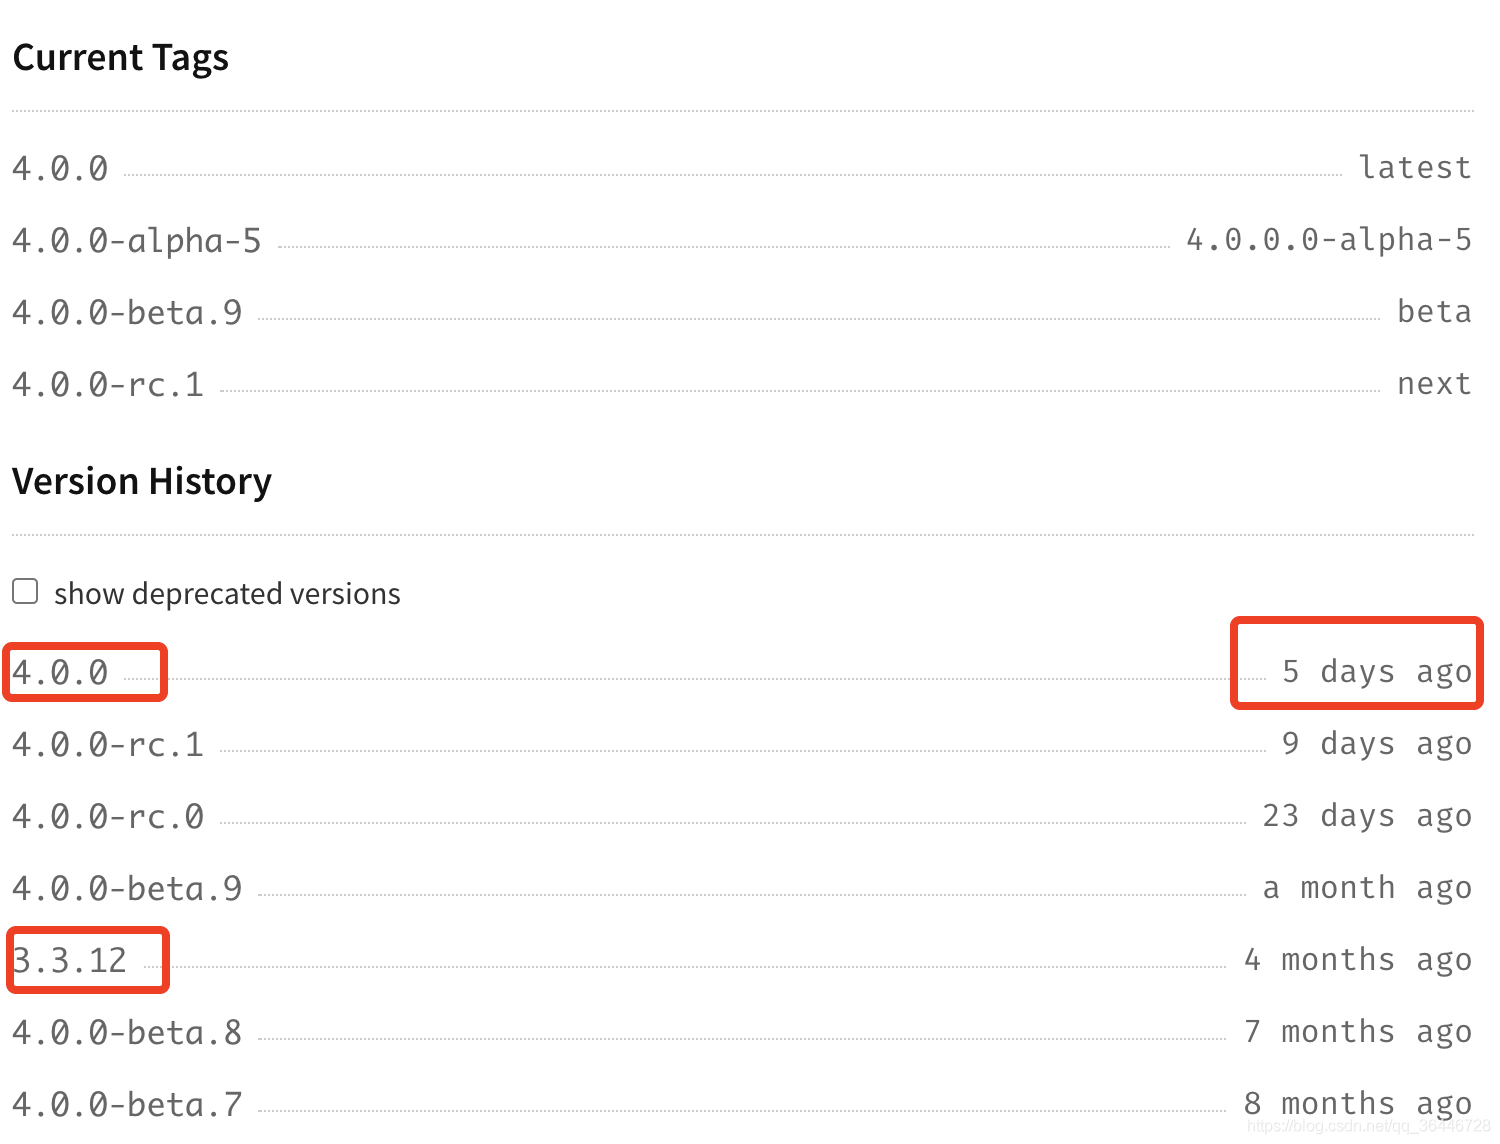 Current Tags
4.0.0 latest
4.0.0-alpha-5 4.0.0.0-alpha-5
4.0.0-beta.9 beta
4.0.0-rc.1 next
Version History
show deprecated versions
4.0.0 5 days ago
4.0.0-rc.1 9 days ago
4.0.0-rc.0 23 days ago
4.0.0-beta.9 a month ago
3.3.12 4 months ago
4.0.0-beta.8 7 months ago
4.0.0-beta.7 8 months ago
https://blog.csdn.net/qq_36446728